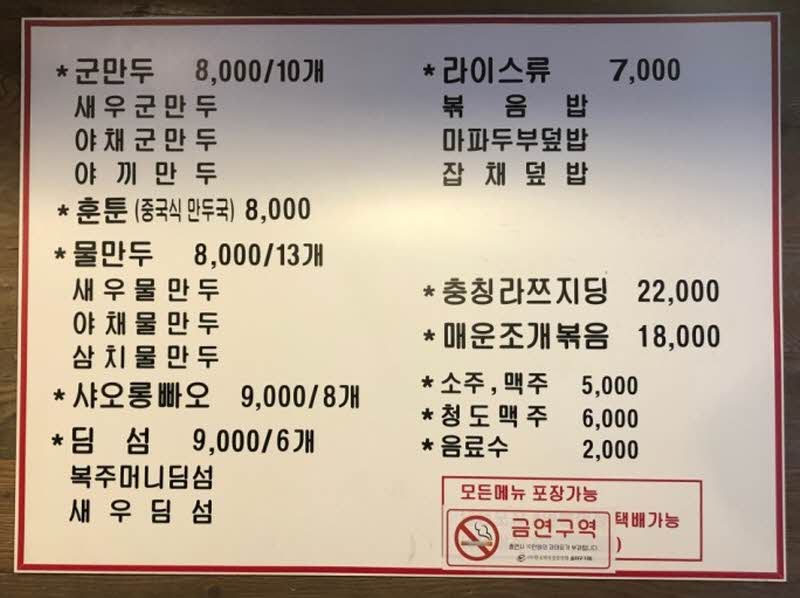 *군만두 8,000/10개
새우군만두
야채군만두
야끼만두
*훈툰(중국식 만두국) 8,000
*물만두 8,000/13개
새우물만두
야채물만두
삼치물만두
*샤오롱빠오 9,000/8개
*딤섬 9,000/6개
복주머니딤섬
새우딤섬
*라이스류 7,000
볶음밥
마파두부덮밥
잡채덮밥
*충칭라쯔지딩 22,000
*매운조개볶음 18,000
*소주,맥주 5,000
*청도맥주 6,000
*음료수 2,000
모든메뉴 포장가능
택배가능
)
금연구역